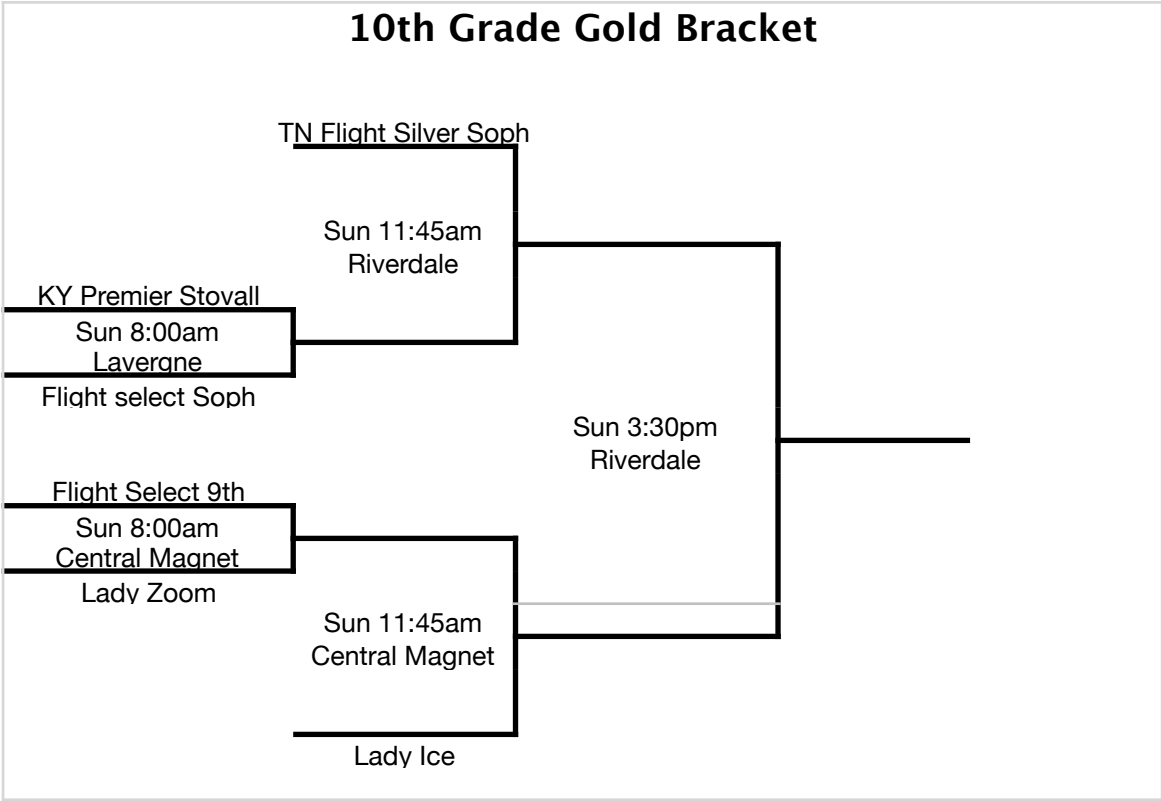 10th Grade Gold Bracket
TN Flight Silver Soph
Sun 11:45am
Riverdale
KY Premier Stovall
Sun 8:00am
Lavergne
Flight select Soph
Sun 3:30pm
Riverdale
Flight Select 9th
Sun 8:00am
Central Magnet
Lady Zoom
Sun 11:45am
Central Magnet
Lady Ice